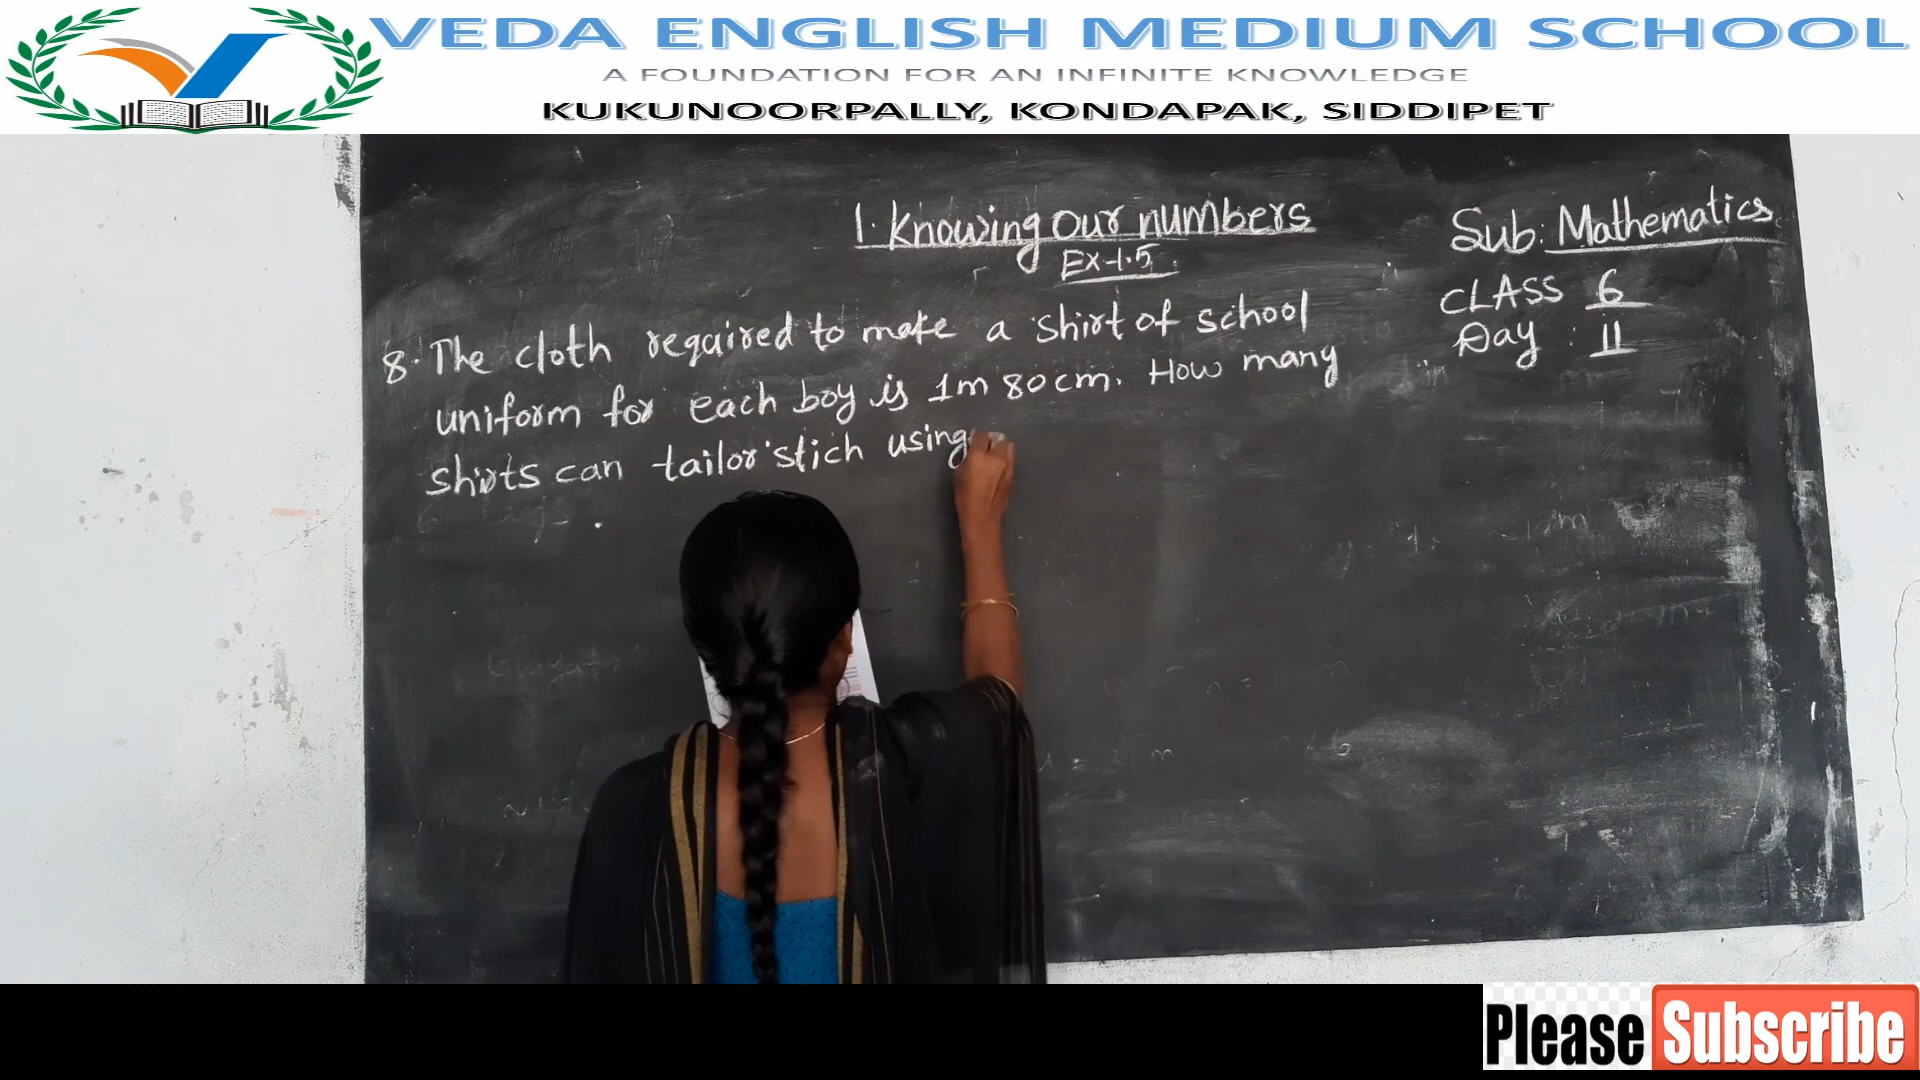 VEDA ENGLISH MEDIUM SCHOOL
A FOUNDATION FOR AN INFINITE KNOWLEDGE
KUKUNOORPALLY, KONDAPAK, SIDDIPET
1. Knowing Our numbers
Ex-1.5
Sub: Mathematics
CLASS 6
Day : 11
8. The cloth required to make a shirt of school
uniform for each boy is 1m 80cm. How many
shirts can tailor stich using
Please Subscribe